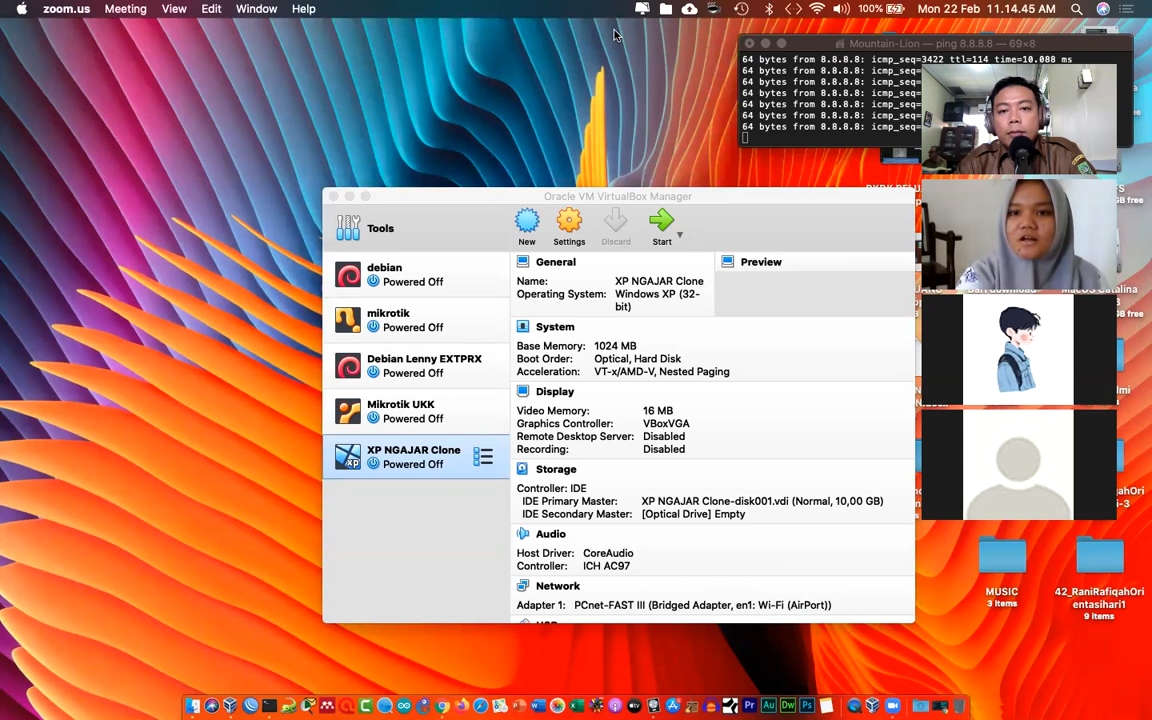 zoom.us Meeting View Edit Window Help
100% Mon 22 Feb 11.14.45 AM
Mountain-Lion — ping 8.8.8.8 — 69×8
64 bytes from 8.8.8.8: icmp_seq=3422 ttl=114 time=10.088 ms
64 bytes from 8.8.8.8: icmp_seq=
64 bytes from 8.8.8.8: icmp_seq=
64 bytes from 8.8.8.8: icmp_seq=
64 bytes from 8.8.8.8: icmp_seq=
64 bytes from 8.8.8.8: icmp_seq=
64 bytes from 8.8.8.8: icmp_seq=
Oracle VM VirtualBox Manager
Tools
New Settings Discard Start
debian
Powered Off
mikrotik
Powered Off
Debian Lenny EXTPRX
Powered Off
Mikrotik UKK
Powered Off
XP NGAJAR Clone
Powered Off
General
Name: XP NGAJAR Clone
Operating System: Windows XP (32-
bit)
Preview
System
Base Memory: 1024 MB
Boot Order: Optical, Hard Disk
Acceleration: VT-x/AMD-V, Nested Paging
Display
Video Memory: 16 MB
Graphics Controller: VBoxVGA
Remote Desktop Server: Disabled
Recording: Disabled
Storage
Controller: IDE
IDE Primary Master: XP NGAJAR Clone-disk001.vdi (Normal, 10,00 GB)
IDE Secondary Master: [Optical Drive] Empty
Audio
Host Driver: CoreAudio
Controller: ICH AC97
Network
Adapter 1: PCnet-FAST III (Bridged Adapter, en1: Wi-Fi (AirPort))
MUSIC
3 items
42_RaniRafiqahOri
entasihari1
9 items